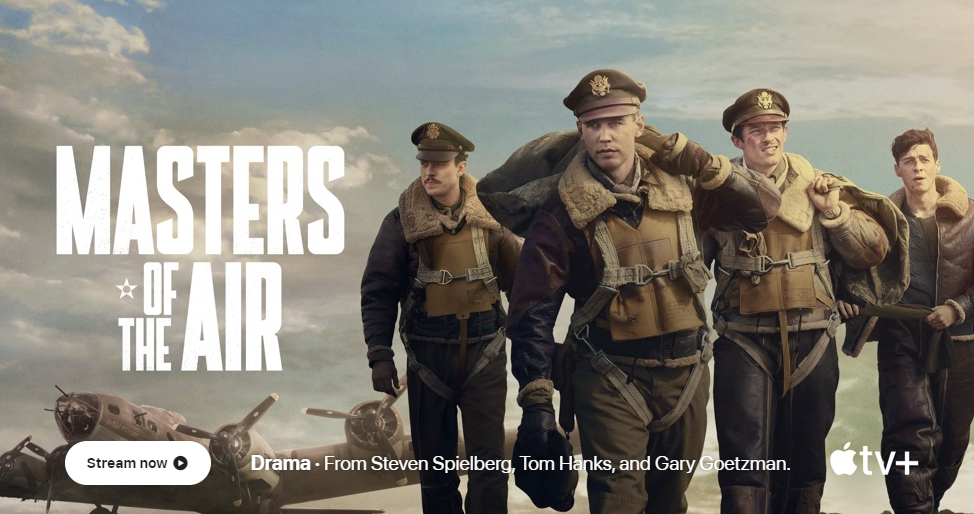 MASTERS
OF
THE AIR
Stream now
Drama · From Steven Spielberg, Tom Hanks, and Gary Goetzman.
tv+